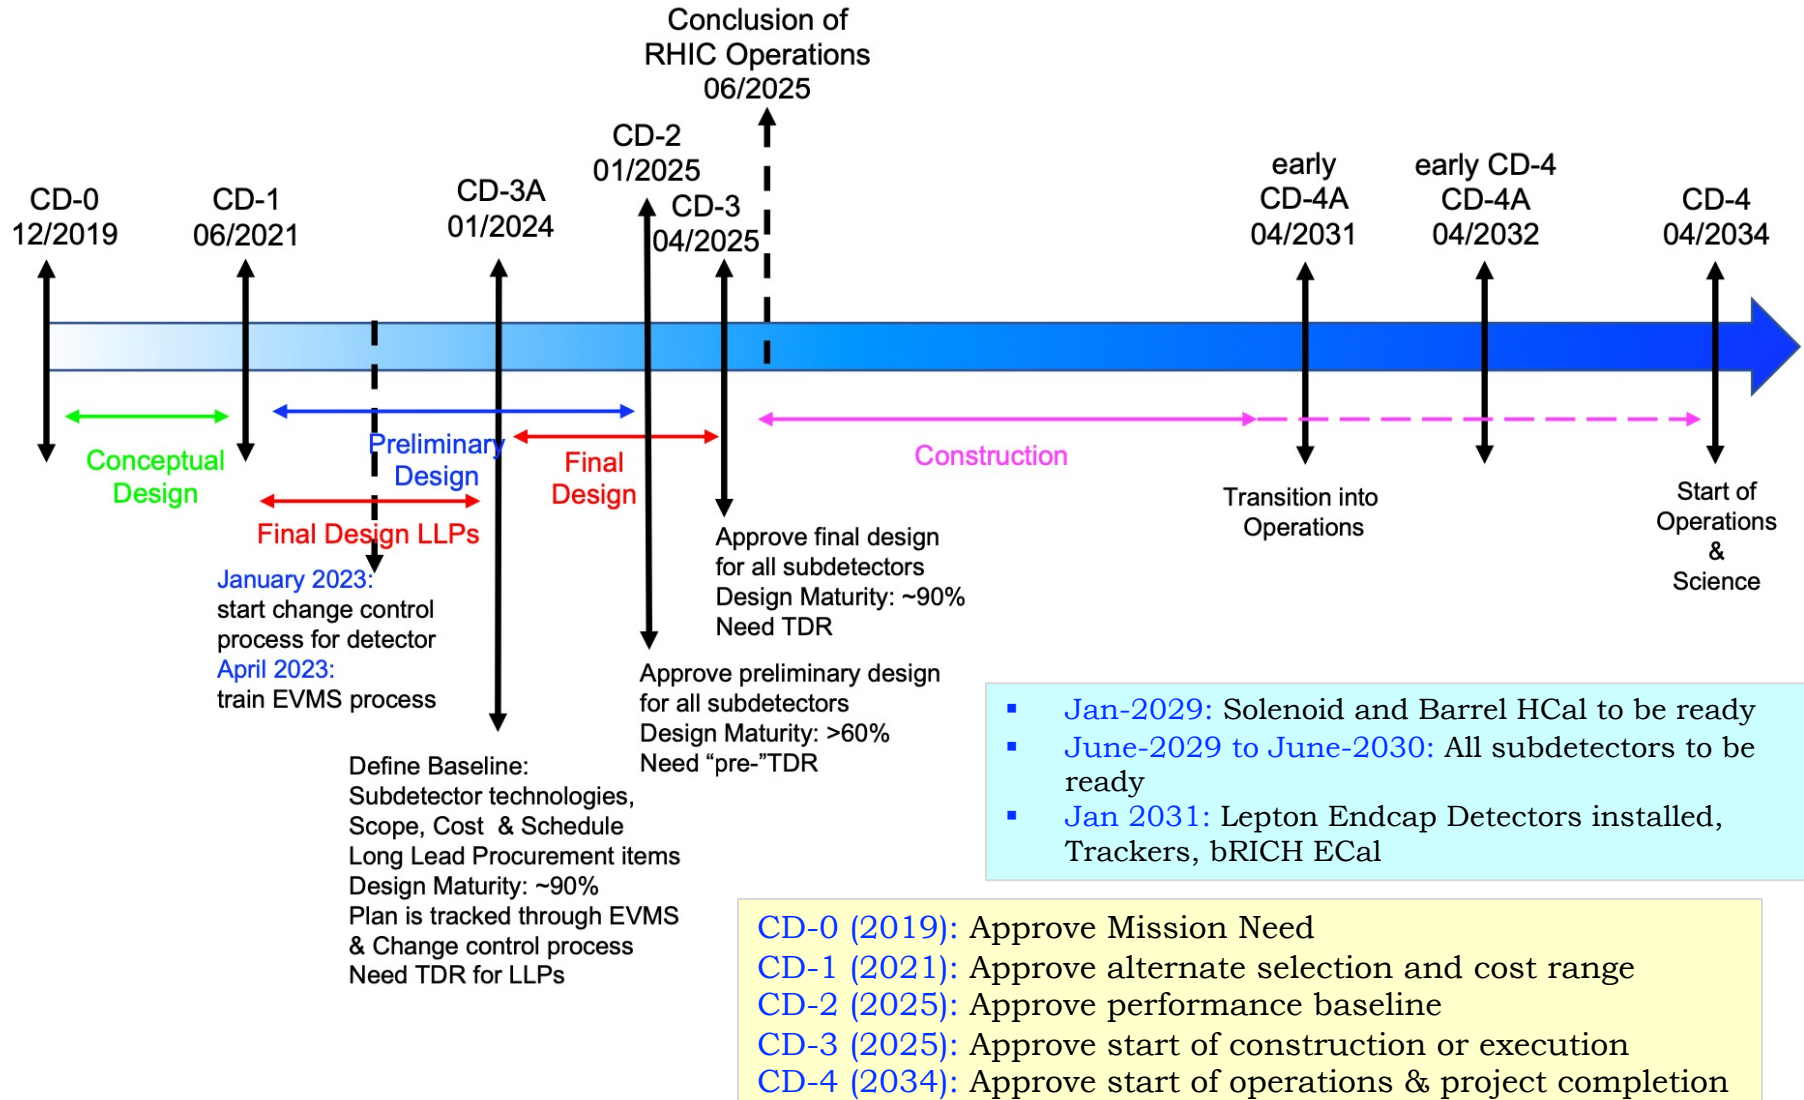 Conclusion of
RHIC Operations
06/2025
CD-2
01/2025
CD-0
12/2019
CD-1
06/2021
CD-3A
01/2024
CD-3
04/2025
early
CD-4A
04/2031
early CD-4
CD-4A
04/2032
CD-4
04/2034
Conceptual
Design
Preliminary
Design
Final
Design
Final Design LLPs
Construction
January 2023:
start change control
process for detector
April 2023:
train EVMS process
Define Baseline:
Subdetector technologies,
Scope, Cost & Schedule
Long Lead Procurement items
Design Maturity: ~90%
Plan is tracked through EVMS
& Change control process
Need TDR for LLPs
Approve preliminary design
for all subdetectors
Design Maturity: >60%
Need “pre-”TDR
Approve final design
for all subdetectors
Design Maturity: ~90%
Need TDR
Transition into
Operations
Start of
Operations
&
Science
▪ Jan-2029: Solenoid and Barrel HCal to be ready
▪ June-2029 to June-2030: All subdetectors to be
ready
▪ Jan 2031: Lepton Endcap Detectors installed,
Trackers, bRICH ECal
CD-0 (2019): Approve Mission Need
CD-1 (2021): Approve alternate selection and cost range
CD-2 (2025): Approve performance baseline
CD-3 (2025): Approve start of construction or execution
CD-4 (2034): Approve start of operations & project completion